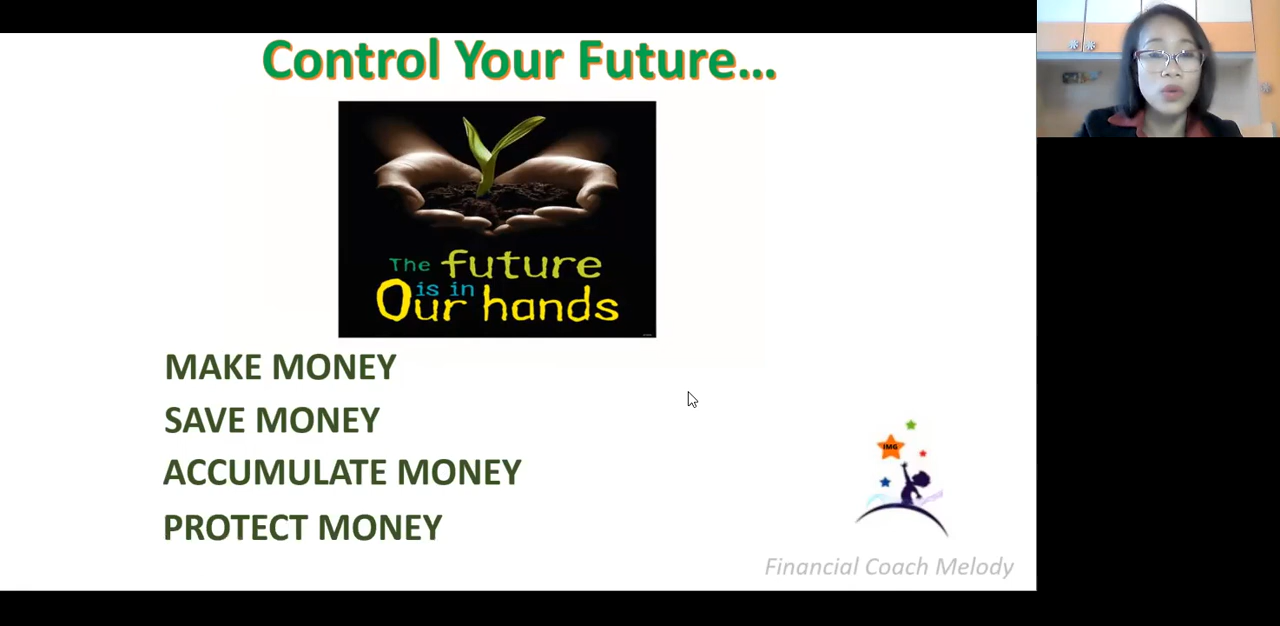 Control Your Future...
The future
is in
Our hands
MAKE MONEY
SAVE MONEY
ACCUMULATE MONEY
PROTECT MONEY
IMG
Financial Coach Melody